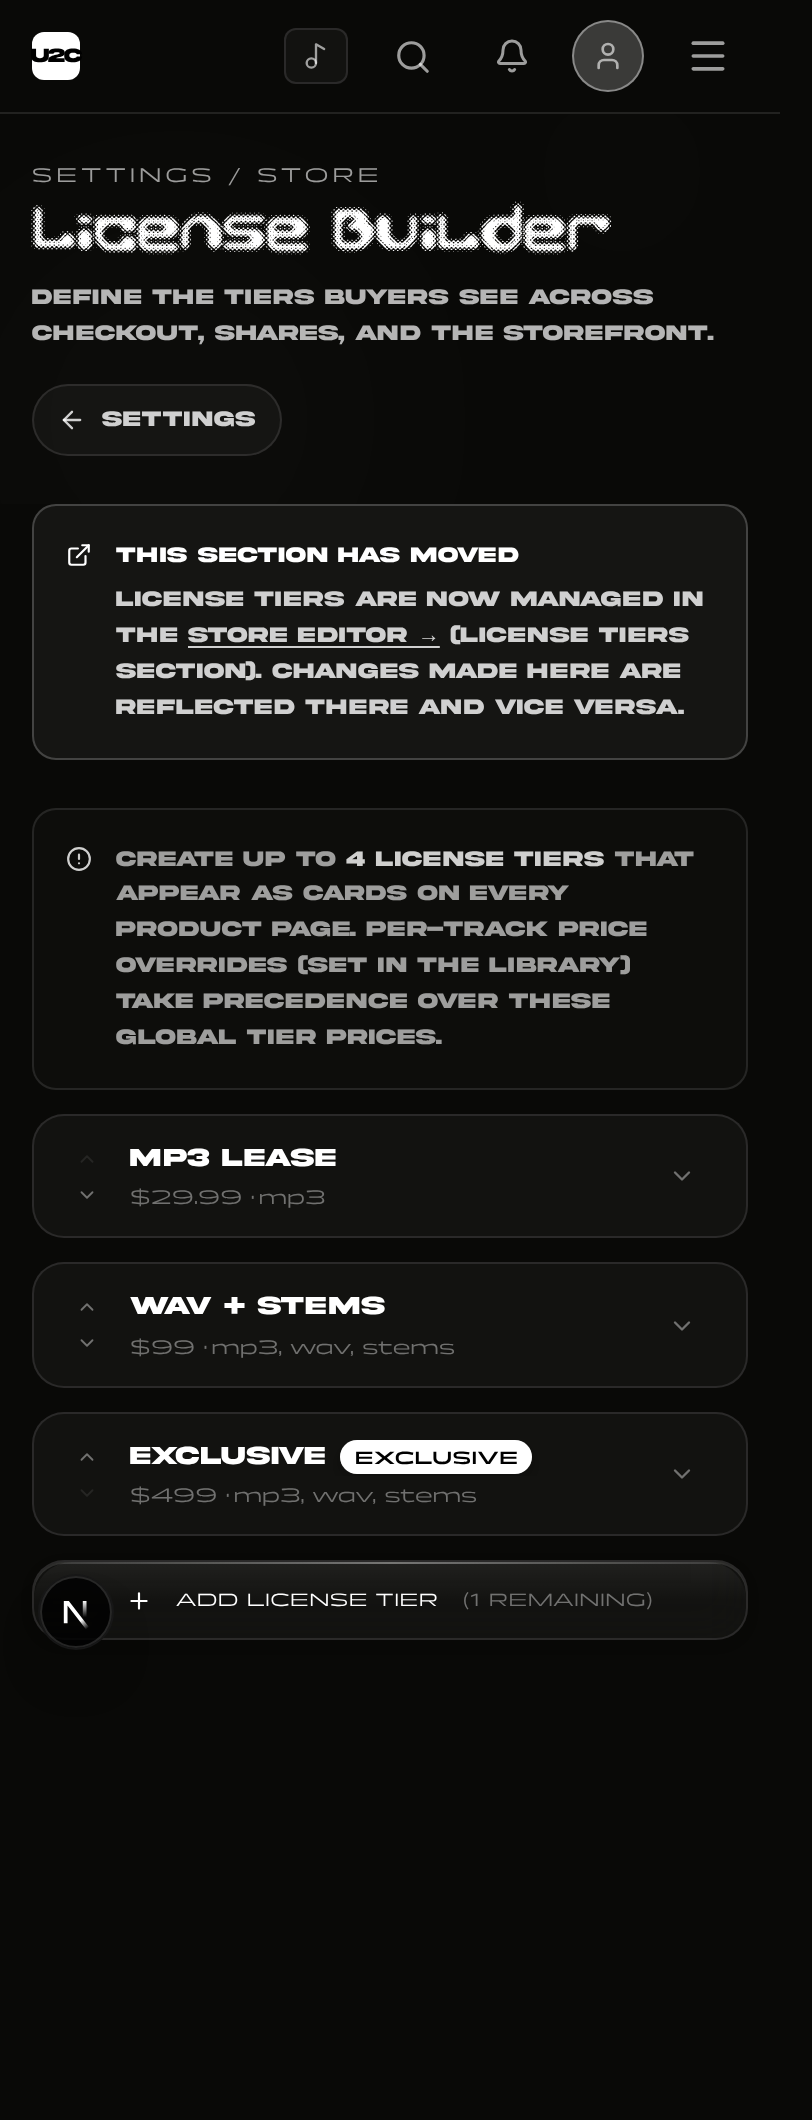 U2C
SETTINGS / STORE
License Builder
DEFINE THE TIERS BUYERS SEE ACROSS
CHECKOUT, SHARES, AND THE STOREFRONT.
← SETTINGS
THIS SECTION HAS MOVED
LICENSE TIERS ARE NOW MANAGED IN
THE STORE EDITOR → (LICENSE TIERS
SECTION). CHANGES MADE HERE ARE
REFLECTED THERE AND VICE VERSA.
CREATE UP TO 4 LICENSE TIERS THAT
APPEAR AS CARDS ON EVERY
PRODUCT PAGE. PER-TRACK PRICE
OVERRIDES (SET IN THE LIBRARY)
TAKE PRECEDENCE OVER THESE
GLOBAL TIER PRICES.
MP3 LEASE
$29.99 · mp3
WAV + STEMS
$99 · mp3, wav, stems
EXCLUSIVE EXCLUSIVE
$499 · mp3, wav, stems
N + ADD LICENSE TIER (1 REMAINING)